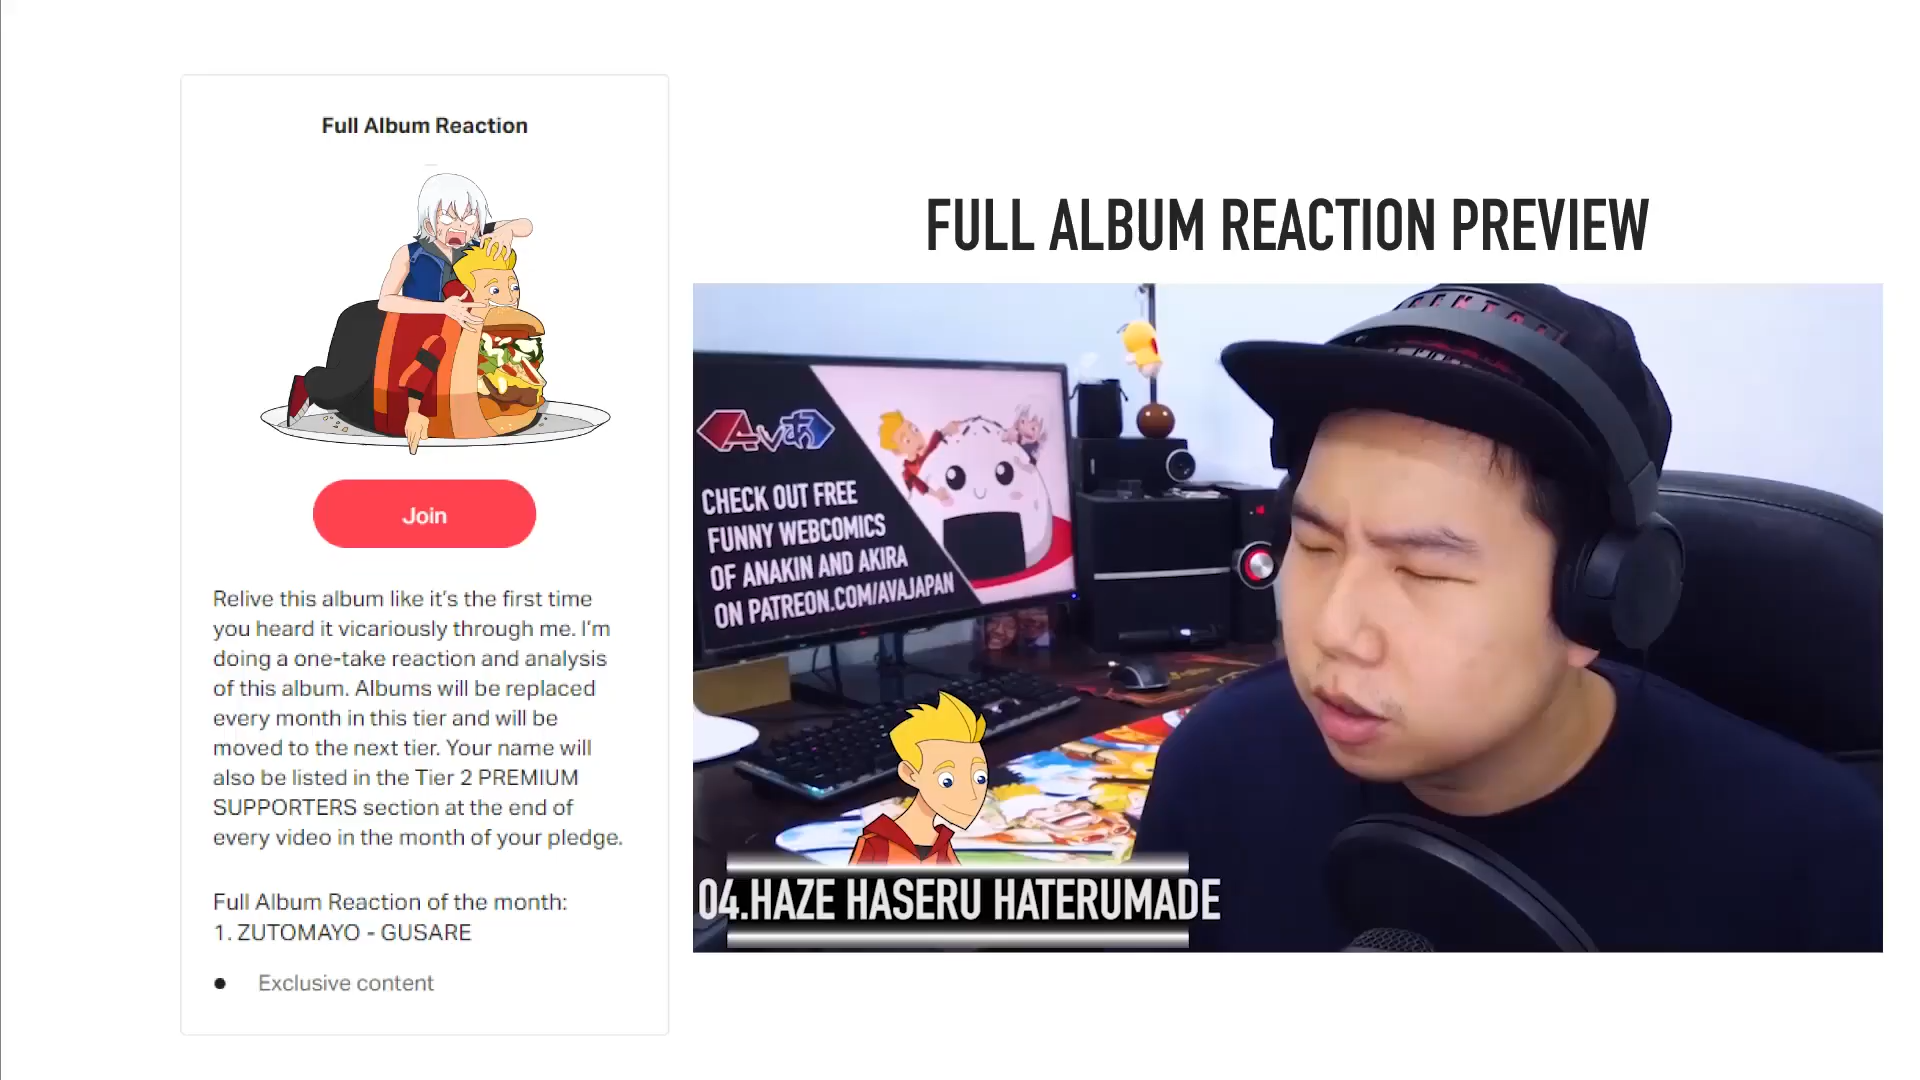 Full Album Reaction
Join
Relive this album like it's the first time
you heard it vicariously through me. I'm
doing a one-take reaction and analysis
of this album. Albums will be replaced
every month in this tier and will be
moved to the next tier. Your name will
also be listed in the Tier 2 PREMIUM
SUPPORTERS section at the end of
every video in the month of your pledge.
Full Album Reaction of the month:
1. ZUTOMAYO - GUSARE
Exclusive content
FULL ALBUM REACTION PREVIEW
CHECK OUT FREE
FUNNY WEBCOMICS
OF ANAKIN AND AKIRA
ON PATREON.COM/AVAJAPAN
04.HAZE HASERU HATERUMADE